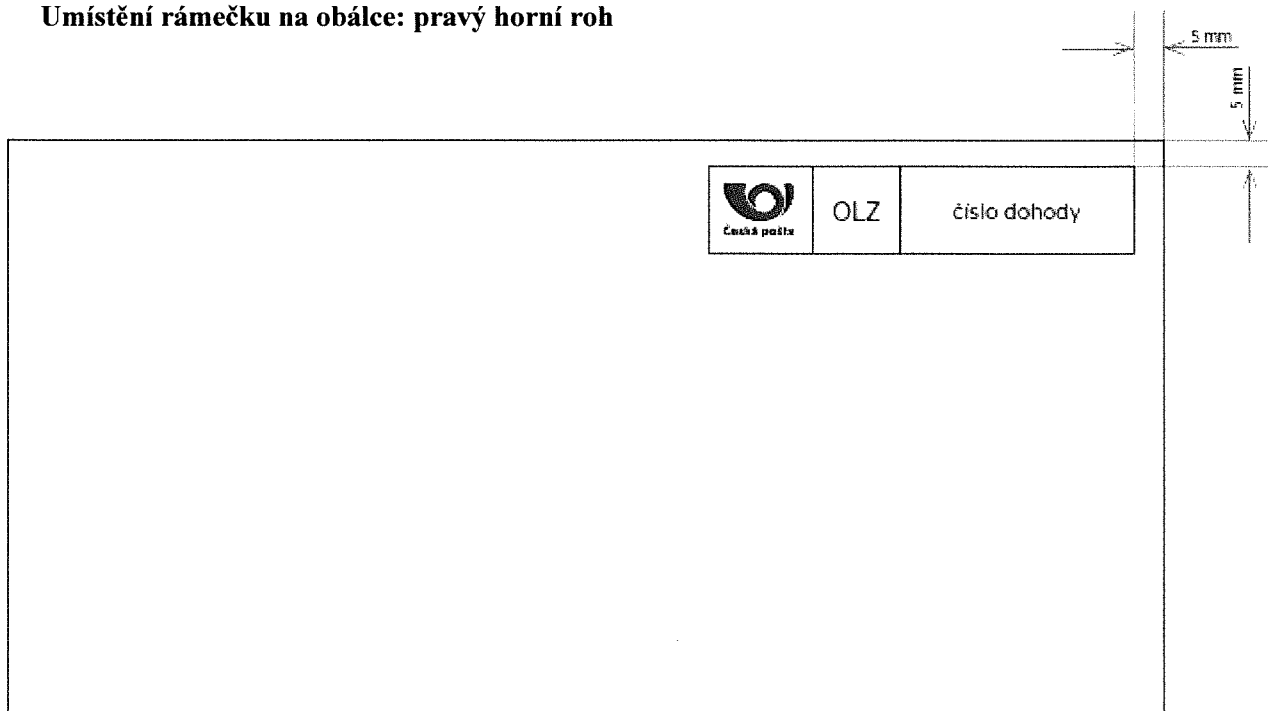 Umístění rámečku na obálce: pravý horní roh
5 mm
5 mm
Česká pošta
OLZ
číslo dohody